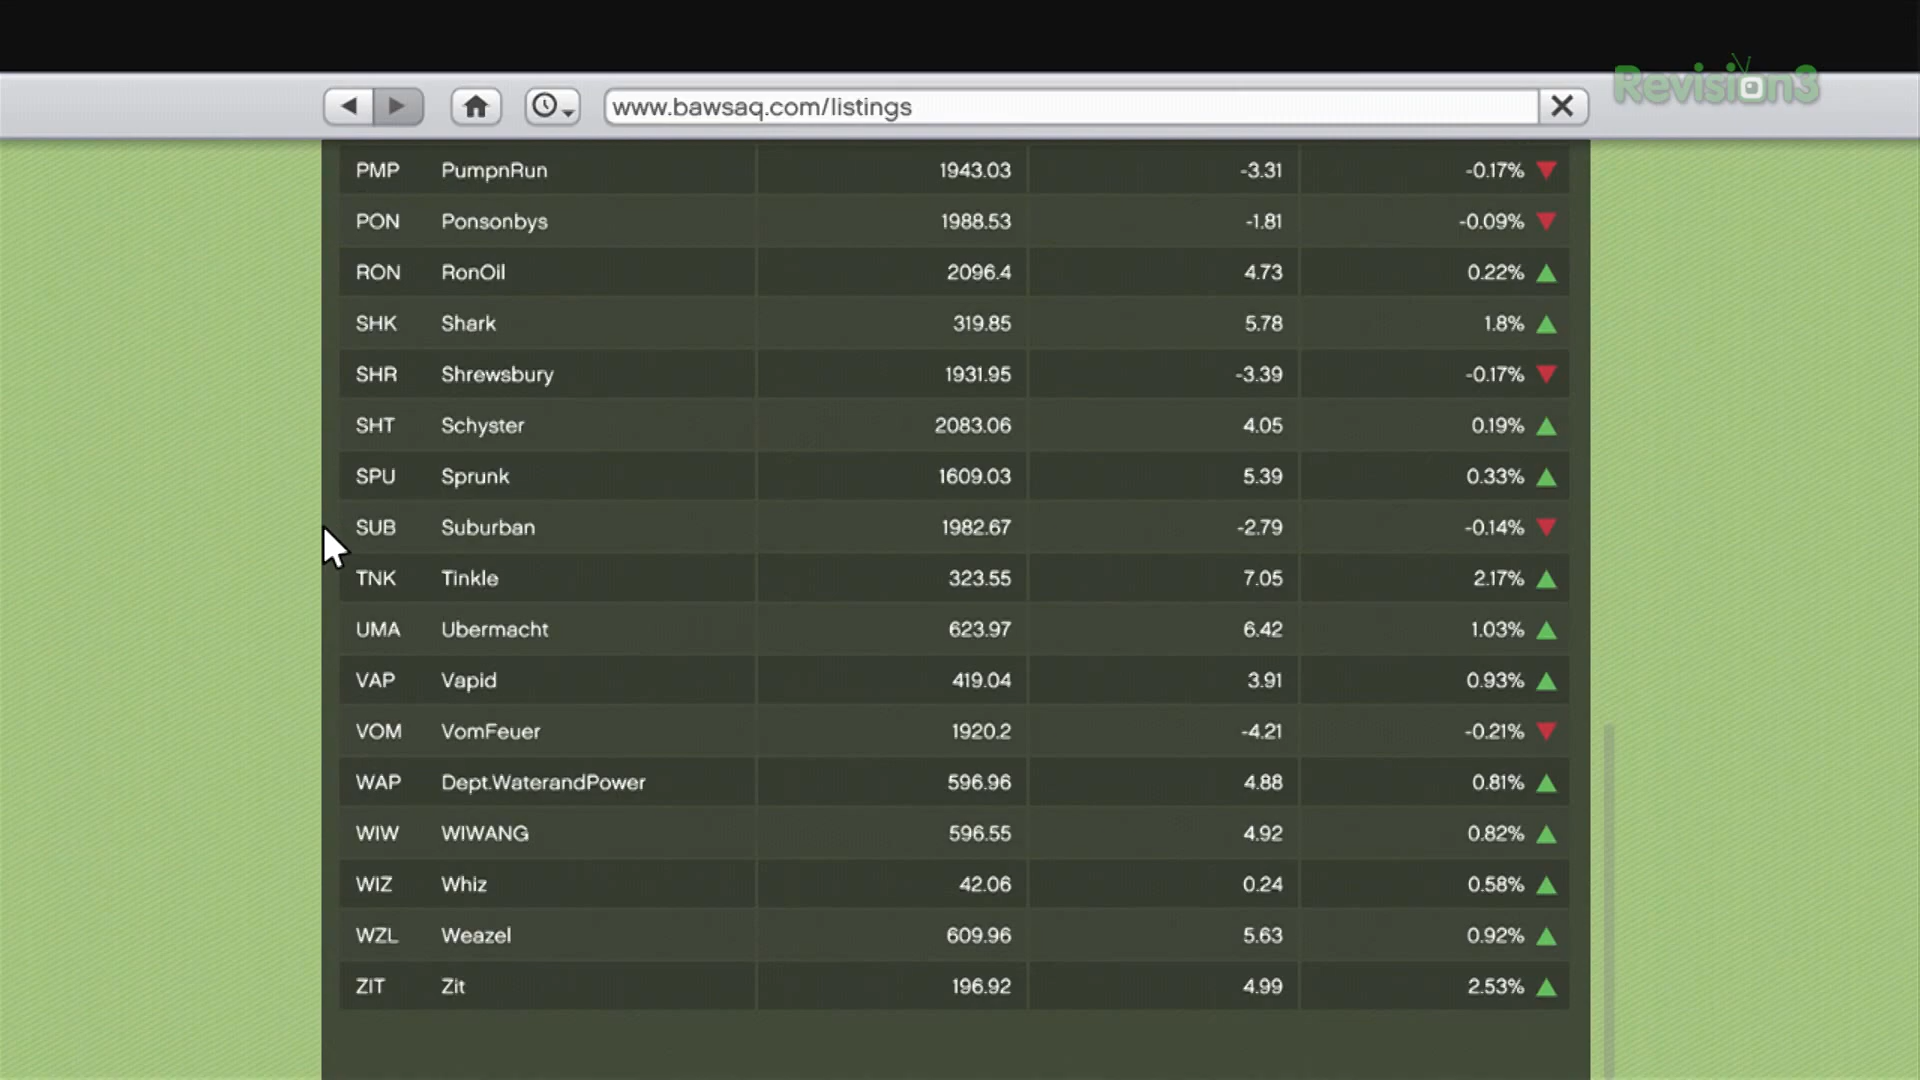 Revision3
www.bawsaq.com/listings
PMP PumpnRun 1943.03 -3.31 -0.17%
PON Ponsonbys 1988.53 -1.81 -0.09%
RON RonOil 2096.4 4.73 0.22%
SHK Shark 319.85 5.78 1.8%
SHR Shrewsbury 1931.95 -3.39 -0.17%
SHT Schyster 2083.06 4.05 0.19%
SPU Sprunk 1609.03 5.39 0.33%
SUB Suburban 1982.67 -2.79 -0.14%
TNK Tinkle 323.55 7.05 2.17%
UMA Ubermacht 623.97 6.42 1.03%
VAP Vapid 419.04 3.91 0.93%
VOM VomFeuer 1920.2 -4.21 -0.21%
WAP Dept.WaterandPower 596.96 4.88 0.81%
WIW WIWANG 596.55 4.92 0.82%
WIZ Whiz 42.06 0.24 0.58%
WZL Weazel 609.96 5.63 0.92%
ZIT Zit 196.92 4.99 2.53%